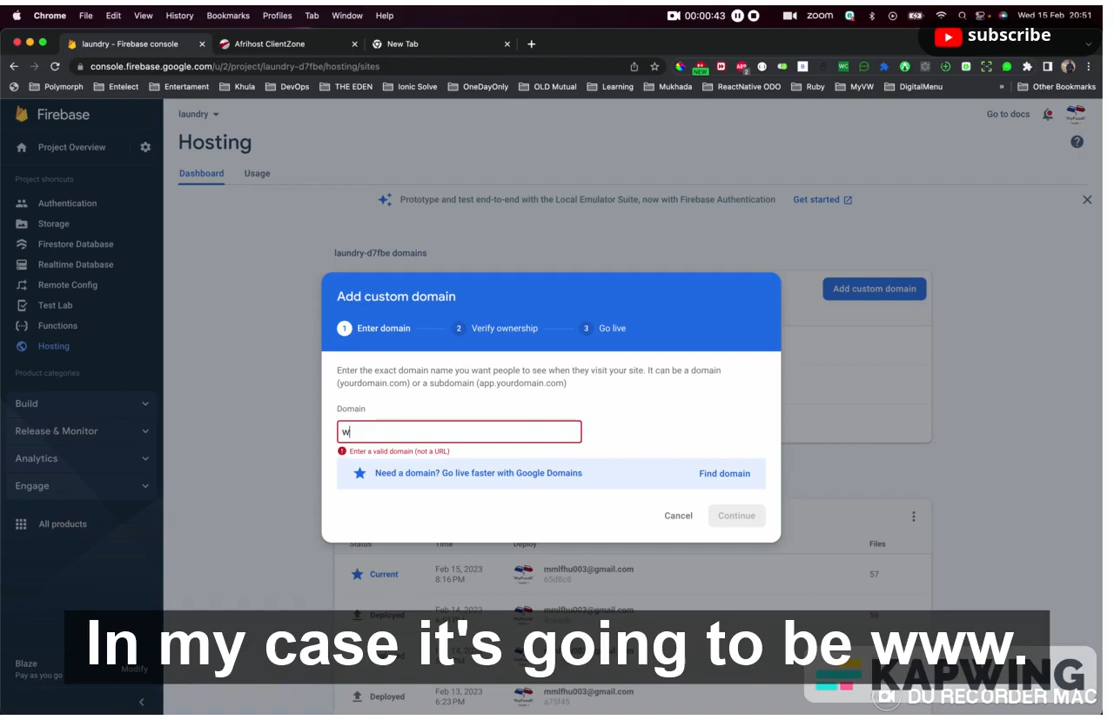 Chrome File Edit View History Bookmarks Profiles Tab Window Help 00:00:43 zoom Wed 15 Feb 20:51
laundry - Firebase console Afrihost ClientZone New Tab
subscribe
console.firebase.google.com/u/2/project/laundry-d7fbe/hosting/sites
Polymorph Entelect Entertament Khula DevOps THE EDEN Ionic Solve OneDayOnly OLD Mutual Learning Mukhada ReactNative ODO Ruby MyVW DigitalMenu » Other Bookmarks
Firebase
laundry
Go to docs
Hosting
Project Overview
Dashboard Usage
Project shortcuts
Prototype and test end-to-end with the Local Emulator Suite, now with Firebase Authentication Get started
Authentication
Storage
Firestore Database
Realtime Database
Remote Config
Test Lab
Functions
Hosting
Product categories
Build
Release & Monitor
Analytics
Engage
All products
laundry-d7fbe domains
Add custom domain
Add custom domain
1 Enter domain 2 Verify ownership 3 Go live
Enter the exact domain name you want people to see when they visit your site. It can be a domain
(yourdomain.com) or a subdomain (app.yourdomain.com)
Domain
w
Enter a valid domain (not a URL)
Need a domain? Go live faster with Google Domains Find domain
Cancel Continue
Status Time Deploy Files
Current Feb 15, 2023 8:16 PM mmlfhu003@gmail.com 65d8c8 57
Deployed Feb 14, 2023 mmlfhu003@gmail.com
In my case it's going to be www.
Blaze
Pay as you go
Modify
KAPWING
Deployed Feb 13, 2023 6:23 PM mmlfhu003@gmail.com a75f45
DU RECORDER MAC